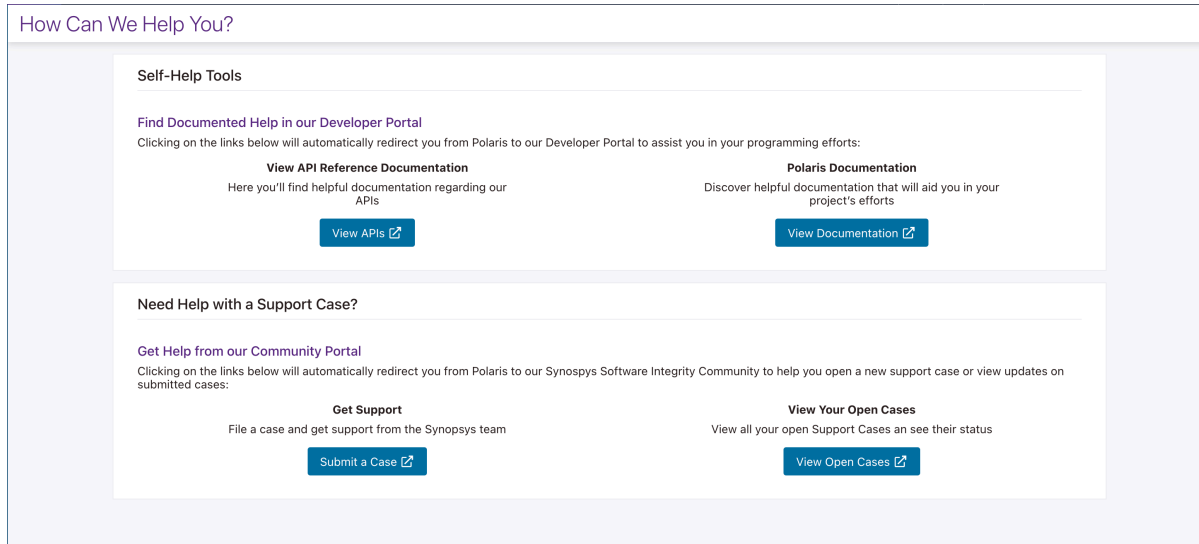 How Can We Help You?
Self-Help Tools
Find Documented Help in our Developer Portal
Clicking on the links below will automatically redirect you from Polaris to our Developer Portal to assist you in your programming efforts:
View API Reference Documentation
Here you'll find helpful documentation regarding our
APIs
View APIs
Polaris Documentation
Discover helpful documentation that will aid you in your
project's efforts
View Documentation
Need Help with a Support Case?
Get Help from our Community Portal
Clicking on the links below will automatically redirect you from Polaris to our Synospys Software Integrity Community to help you open a new support case or view updates on
submitted cases:
Get Support
File a case and get support from the Synopsys team
Submit a Case
View Your Open Cases
View all your open Support Cases an see their status
View Open Cases